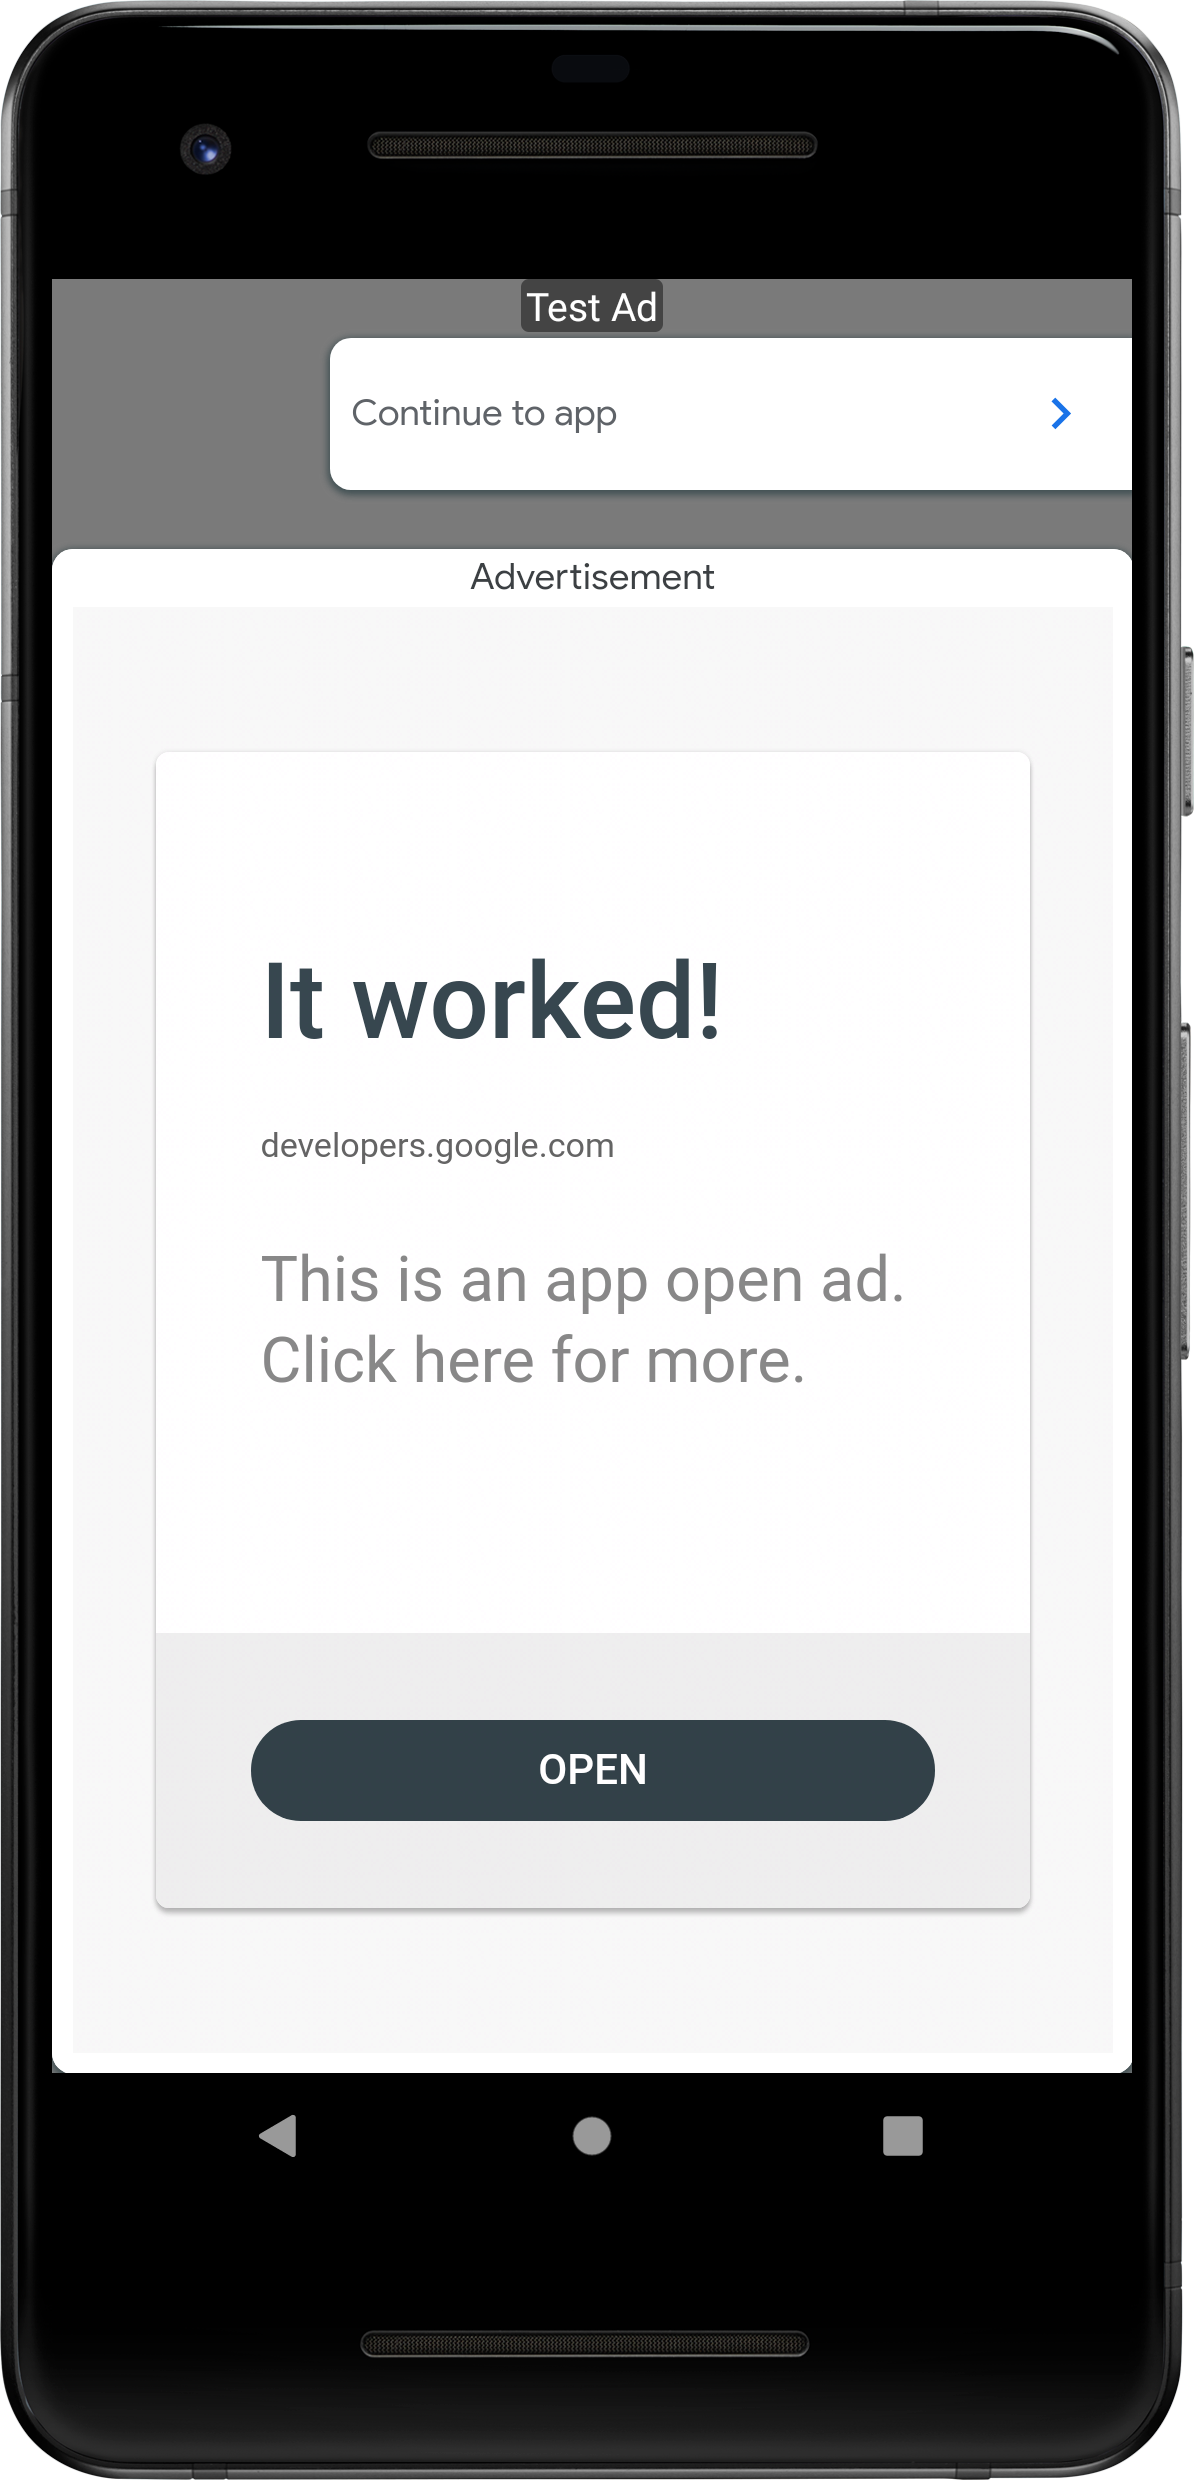 Test Ad
Continue to app
Advertisement
It worked!
developers.google.com
This is an app open ad.
Click here for more.
OPEN